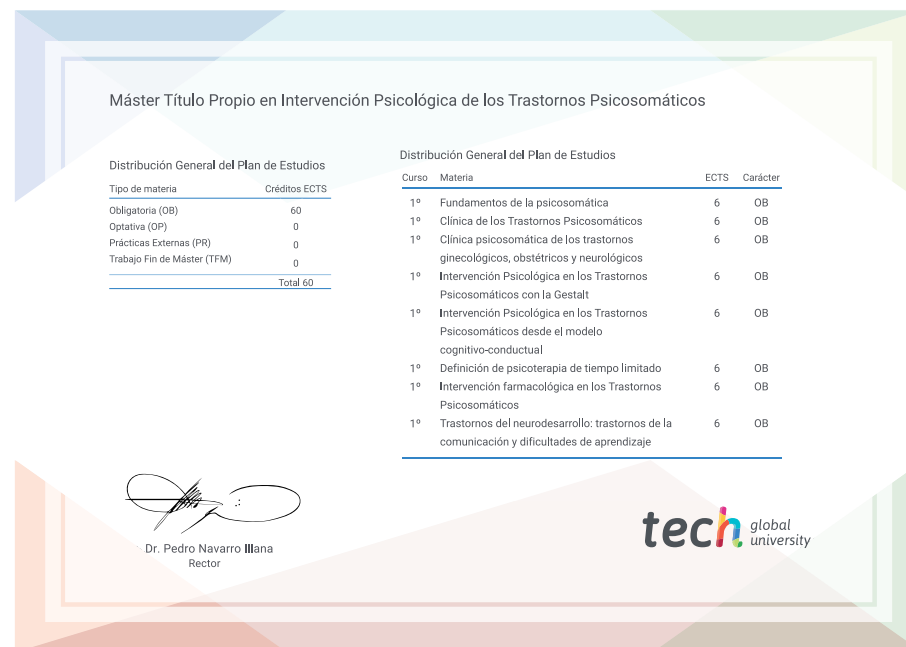 Máster Título Propio en Intervención Psicológica de los Trastornos Psicosomáticos
Distribución General del Plan de Estudios
Tipo de materia Créditos ECTS
Obligatoria (OB) 60
Optativa (OP) 0
Prácticas Externas (PR) 0
Trabajo Fin de Máster (TFM) 0
Total 60
Distribución General del Plan de Estudios
Curso Materia ECTS Carácter
1º Fundamentos de la psicosomática 6 OB
1º Clínica de los Trastornos Psicosomáticos 6 OB
1º Clínica psicosomática de los trastornos 6 OB
ginecológicos, obstétricos y neurológicos
1º Intervención Psicológica en los Trastornos 6 OB
Psicosomáticos con la Gestalt
1º Intervención Psicológica en los Trastornos 6 OB
Psicosomáticos desde el modelo
cognitivo-conductual
1º Definición de psicoterapia de tiempo limitado 6 OB
1º Intervención farmacológica en los Trastornos 6 OB
Psicosomáticos
1º Trastornos del neurodesarrollo: trastornos de la 6 OB
comunicación y dificultades de aprendizaje
Dr. Pedro Navarro Illana
Rector
tech global
university